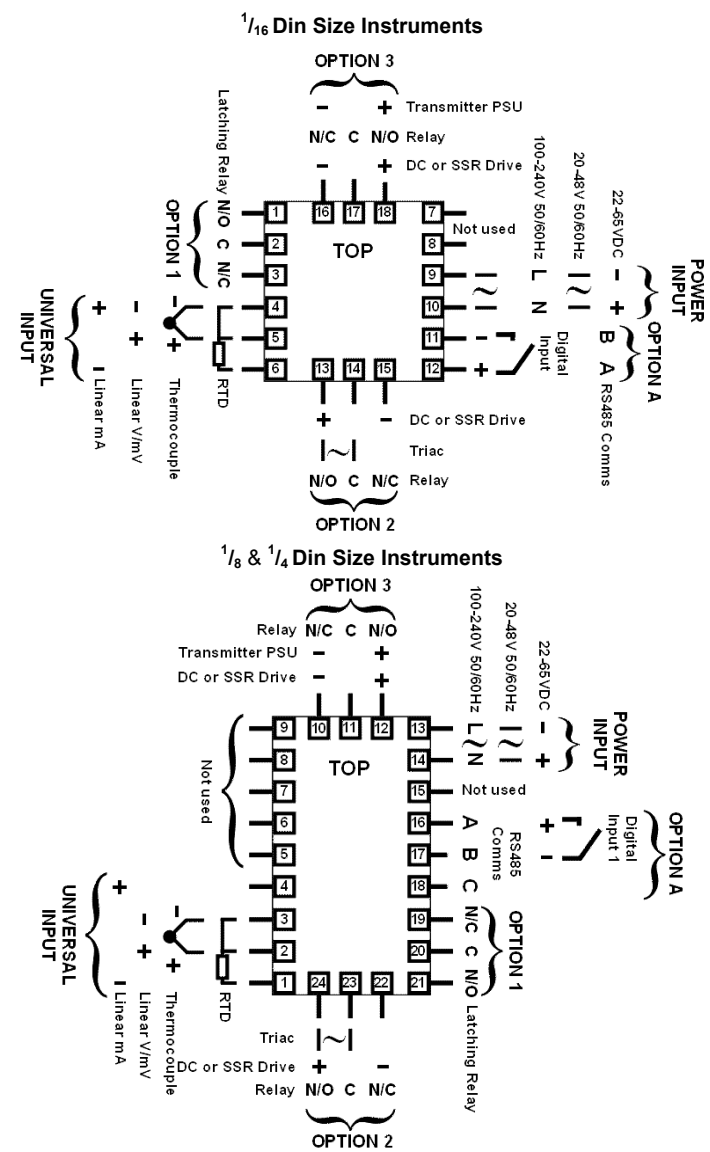 1/16 Din Size Instruments
OPTION 3
− + Transmitter PSU
N/C C N/O Relay
− + DC or SSR Drive
16 17 18
TOP
Latching Relay
OPTION 1
N/O
C
N/C
1
2
3
4
5
6
7
8
9
10
11
12
Not used
100-240V 50/60Hz
L
N
20-48V 50/60Hz
~
22-65VDC
−
+
POWER INPUT
− +
Digital Input
B
A
RS485 Comms
OPTION A
UNIVERSAL INPUT
+ − Linear mA
− + Linear V/mV
− + Thermocouple
RTD
13 14 15
+ − DC or SSR Drive
~ Triac
N/O C N/C Relay
OPTION 2
1/8 & 1/4 Din Size Instruments
OPTION 3
Relay N/C C N/O
Transmitter PSU − +
DC or SSR Drive − +
10 11 12
TOP
9
8
7
6
5
4
3
2
1
Not used
13
14
15
16
17
18
19
20
21
100-240V 50/60Hz
L
~
N
20-48V 50/60Hz
~
22-65VDC
−
+
POWER INPUT
Not used
A
B
C
RS485 Comms
+ −
Digital Input 1
OPTION A
N/C
C
N/O
Latching Relay
OPTION 1
UNIVERSAL INPUT
+ − Linear mA
− + Linear V/mV
− + Thermocouple
RTD
24 23 22
Triac ~
DC or SSR Drive + −
Relay N/O C N/C
OPTION 2